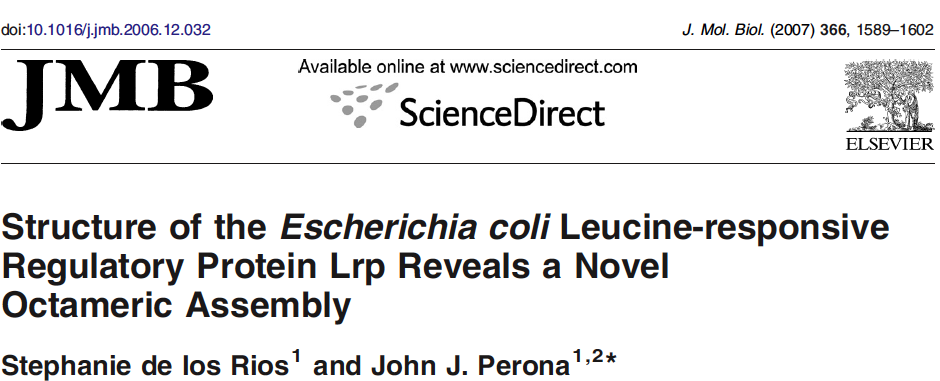 doi:10.1016/j.jmb.2006.12.032
J. Mol. Biol. (2007) 366, 1589–1602
JMB
Available online at www.sciencedirect.com
ScienceDirect
ELSEVIER
Structure of the Escherichia coli Leucine-responsive
Regulatory Protein Lrp Reveals a Novel
Octameric Assembly
Stephanie de los Rios1 and John J. Perona1,2*